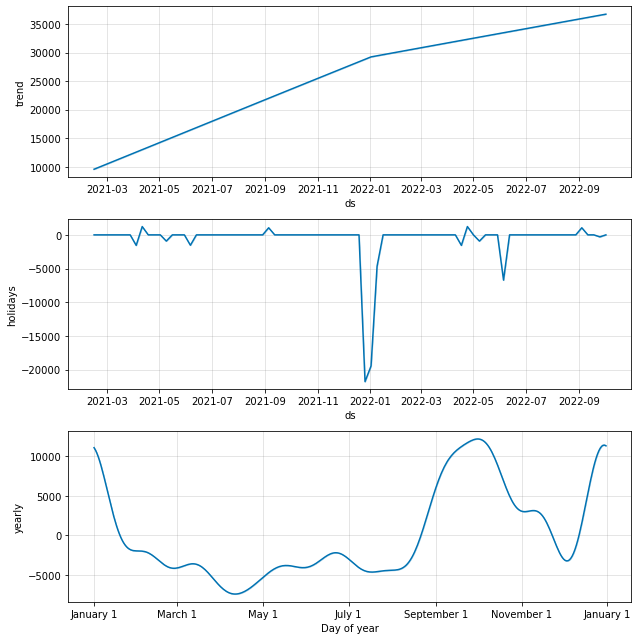 35000
30000
25000
20000
15000
10000
trend
2021-03 2021-05 2021-07 2021-09 2021-11 2022-01 2022-03 2022-05 2022-07 2022-09
ds
0
−5000
−10000
−15000
−20000
holidays
2021-03 2021-05 2021-07 2021-09 2021-11 2022-01 2022-03 2022-05 2022-07 2022-09
ds
10000
5000
0
−5000
yearly
January 1 March 1 May 1 July 1 September 1 November 1 January 1
Day of year